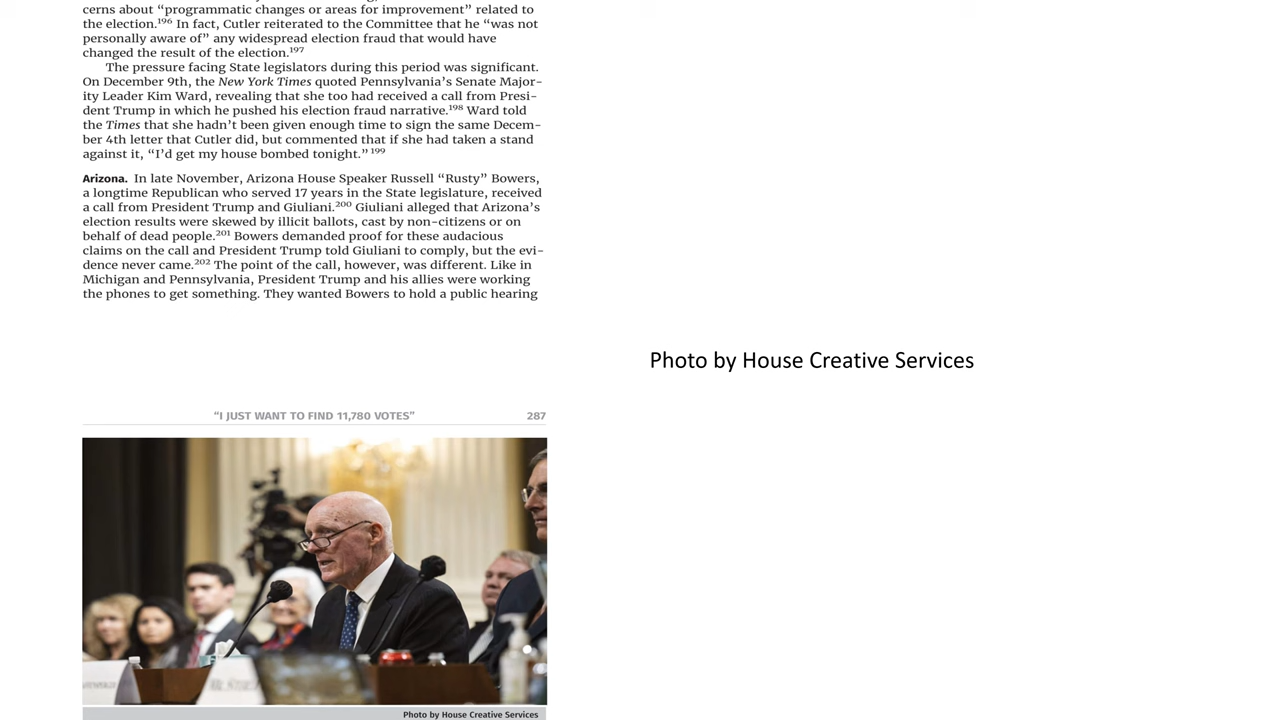 cerns about “programmatic changes or areas for improvement” related to
the election.196 In fact, Cutler reiterated to the Committee that he “was not
personally aware of” any widespread election fraud that would have
changed the result of the election.197
The pressure facing State legislators during this period was significant.
On December 9th, the New York Times quoted Pennsylvania’s Senate Major-
ity Leader Kim Ward, revealing that she too had received a call from Presi-
dent Trump in which he pushed his election fraud narrative.198 Ward told
the Times that she hadn’t been given enough time to sign the same Decem-
ber 4th letter that Cutler did, but commented that if she had taken a stand
against it, “I’d get my house bombed tonight.” 199
Arizona. In late November, Arizona House Speaker Russell “Rusty” Bowers,
a longtime Republican who served 17 years in the State legislature, received
a call from President Trump and Giuliani.200 Giuliani alleged that Arizona’s
election results were skewed by illicit ballots, cast by non-citizens or on
behalf of dead people.201 Bowers demanded proof for these audacious
claims on the call and President Trump told Giuliani to comply, but the evi-
dence never came.202 The point of the call, however, was different. Like in
Michigan and Pennsylvania, President Trump and his allies were working
the phones to get something. They wanted Bowers to hold a public hearing
Photo by House Creative Services
“I JUST WANT TO FIND 11,780 VOTES” 287
Photo by House Creative Services